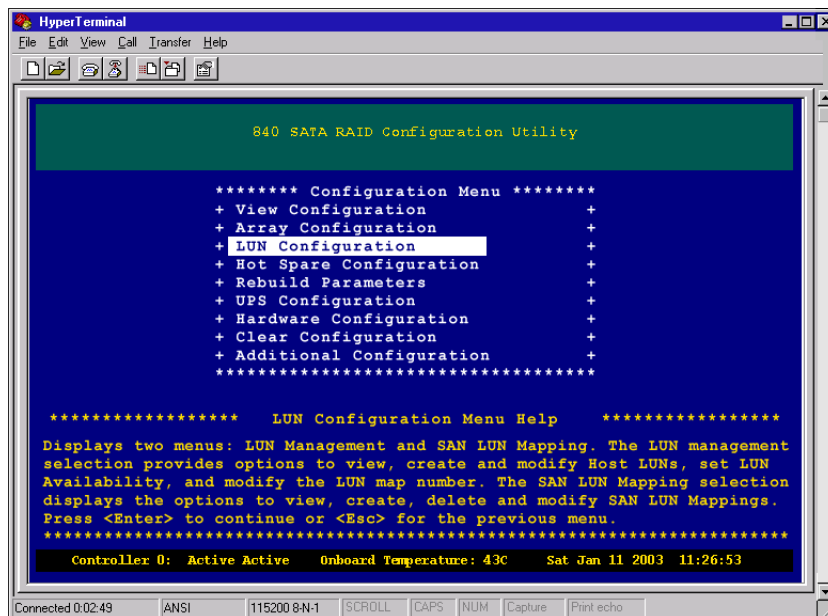 HyperTerminal
File Edit View Call Transfer Help
840 SATA RAID Configuration Utility
******** Configuration Menu ********
+ View Configuration +
+ Array Configuration +
+ LUN Configuration +
+ Hot Spare Configuration +
+ Rebuild Parameters +
+ UPS Configuration +
+ Hardware Configuration +
+ Clear Configuration +
+ Additional Configuration +
************************************
****************** LUN Configuration Menu Help *****************
Displays two menus: LUN Management and SAN LUN Mapping. The LUN management
selection provides options to view, create and modify Host LUNs, set LUN
Availability, and modify the LUN map number. The SAN LUN Mapping selection
displays the options to view, create, delete and modify SAN LUN Mappings.
Press <Enter> to continue or <Esc> for the previous menu.
***********************************************************************
Controller 0: Active Active Onboard Temperature: 43C Sat Jan 11 2003 11:26:53
Connected 0:02:49 ANSI 115200 8-N-1 SCROLL CAPS NUM Capture Print echo